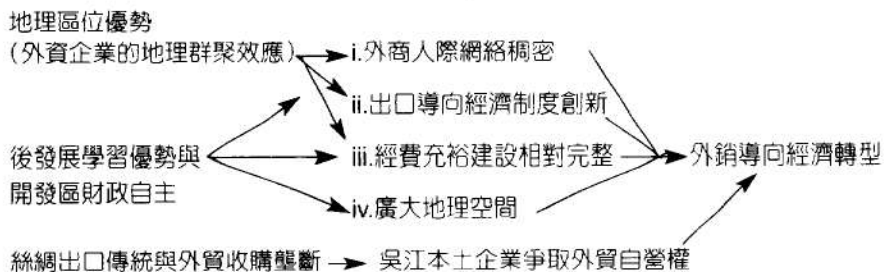 地理區位優勢
(外資企業的地理群聚效應)
i.外商人際網絡稠密
ii.出口導向經濟制度創新
後發展學習優勢與
開發區財政自主
iii.經費充裕建設相對完整
外銷導向經濟轉型
iv.廣大地理空間
絲綢出口傳統與外貿收購壟斷
吳江本土企業爭取外貿自營權